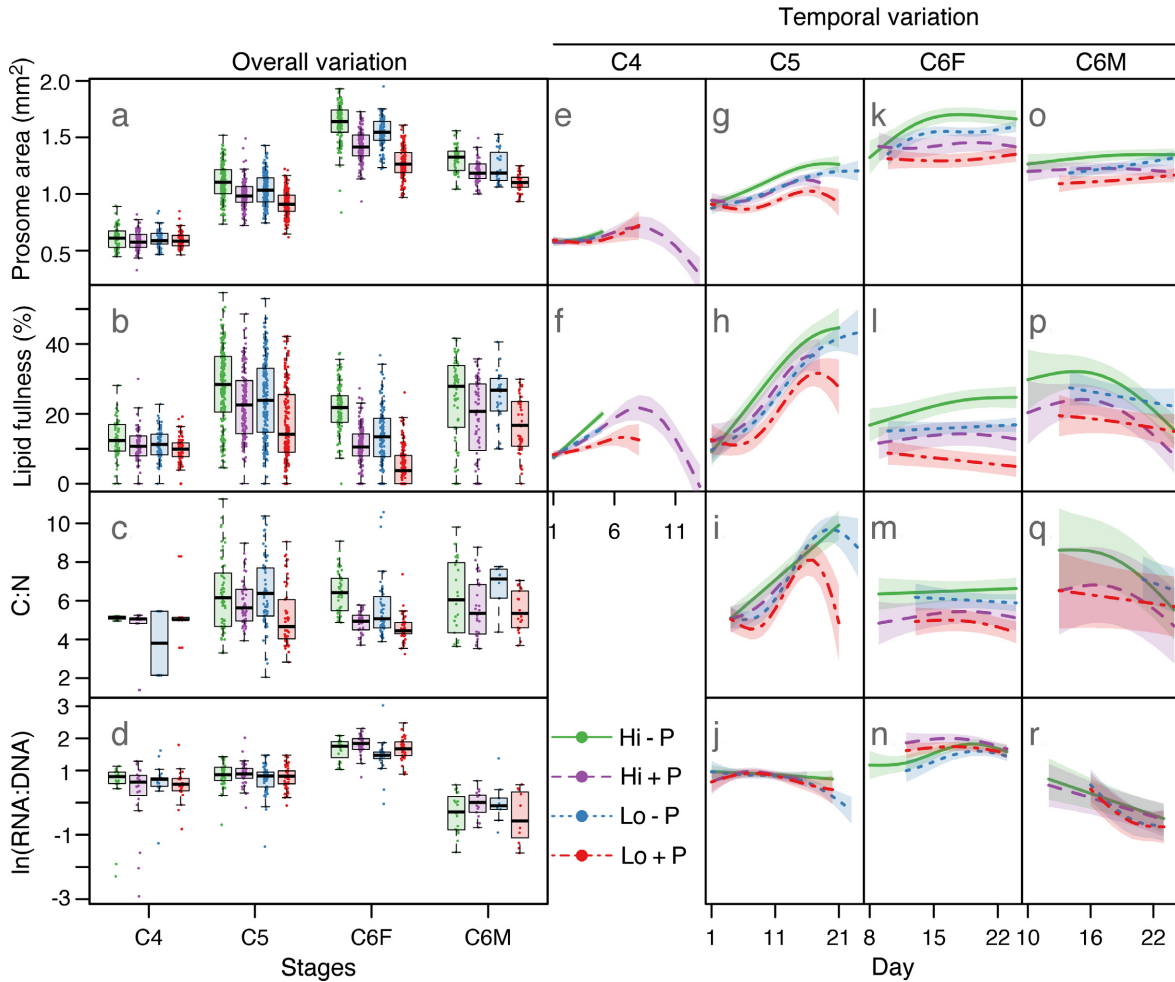 Temporal variation
Overall variation
C4
C5
C6F
C6M
Prosome area (mm²)
2.0
1.5
1.0
0.5
a
e
g
k
o
Lipid fullness (%)
40
20
0
b
f
h
l
p
1
6
11
C:N
10
8
6
4
2
c
i
m
q
ln(RNA:DNA)
3
2
1
-1
-3
d
j
n
r
Hi - P
Hi + P
Lo - P
Lo + P
C4
C5
C6F
C6M
Stages
1
11
21
8
15
22
10
16
22
Day